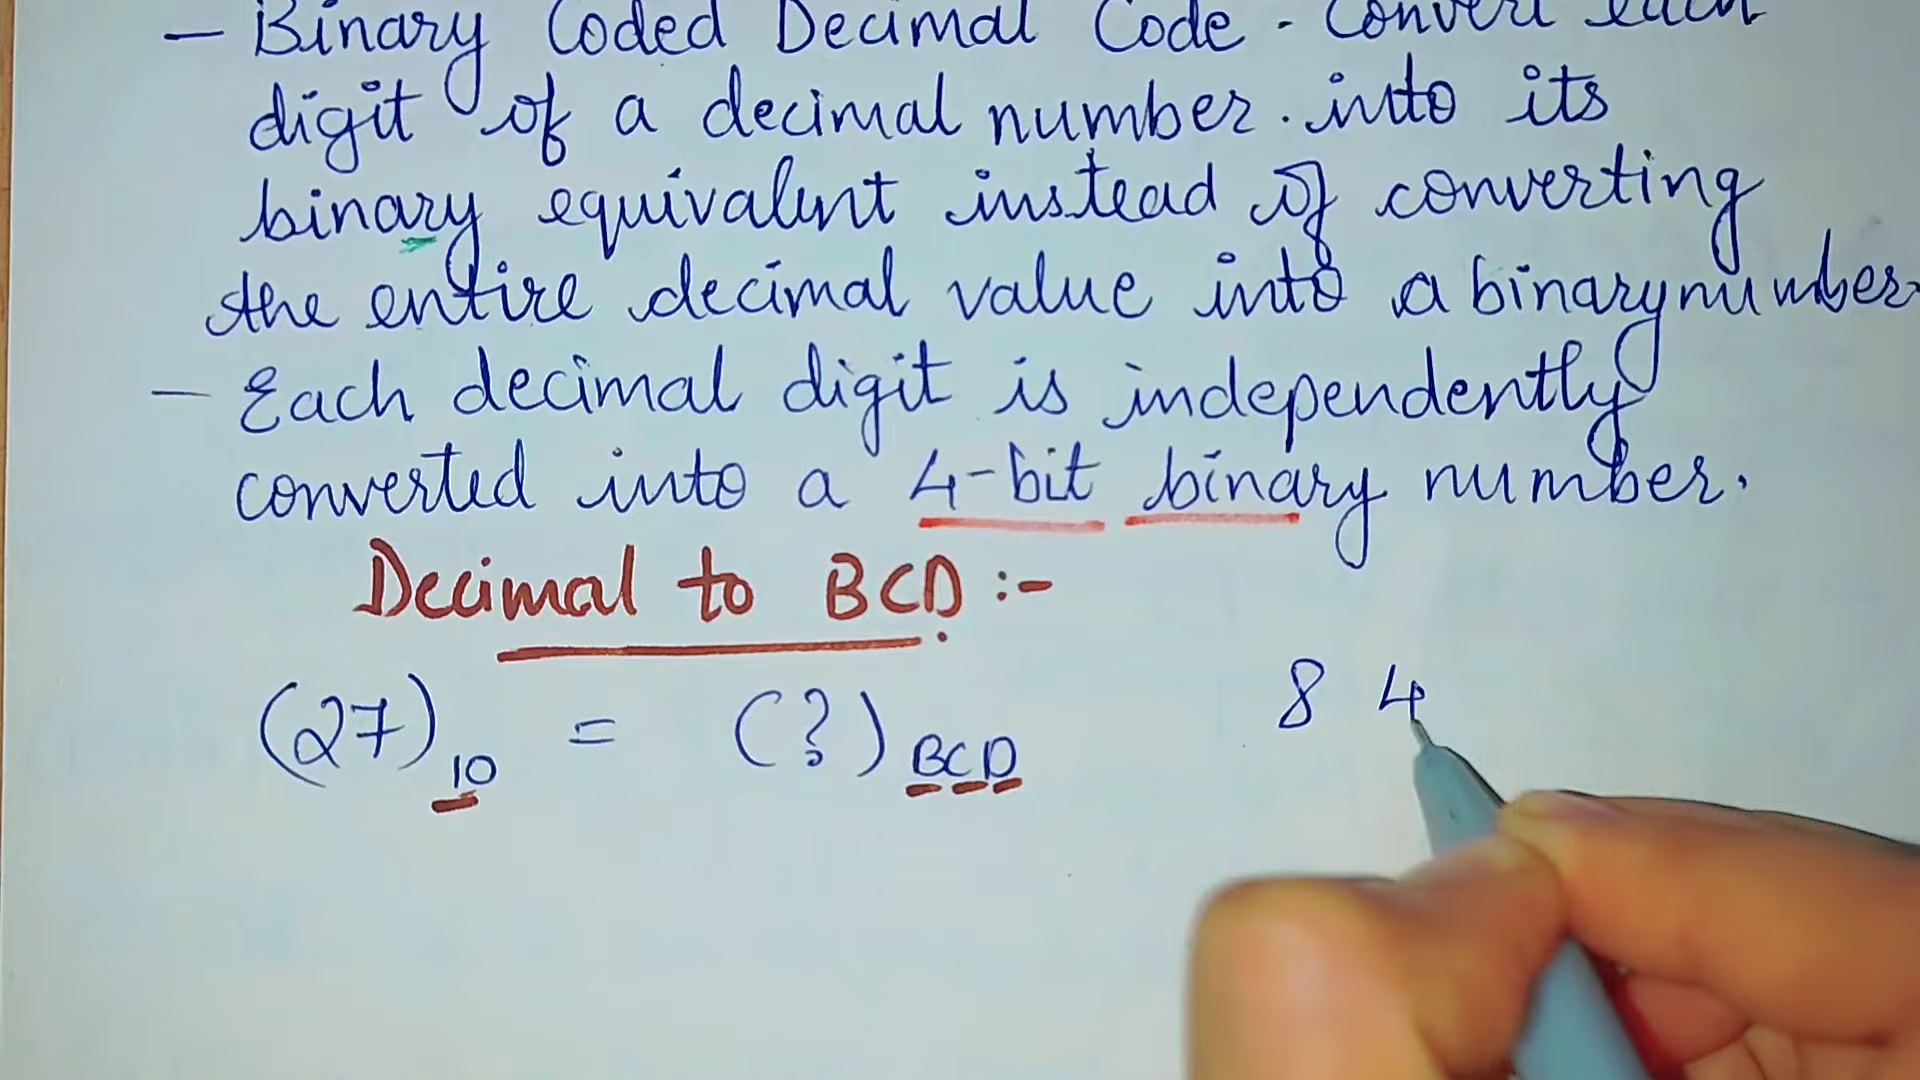 - Binary Coded Decimal Code - Convert each
digit of a decimal number. into its
binary equivalent instead of converting
the entire decimal value into a binary number.
- Each decimal digit is independently
converted into a 4-bit binary number.
Decimal to BCD :-
(27)10 = (?)BCD
8 4